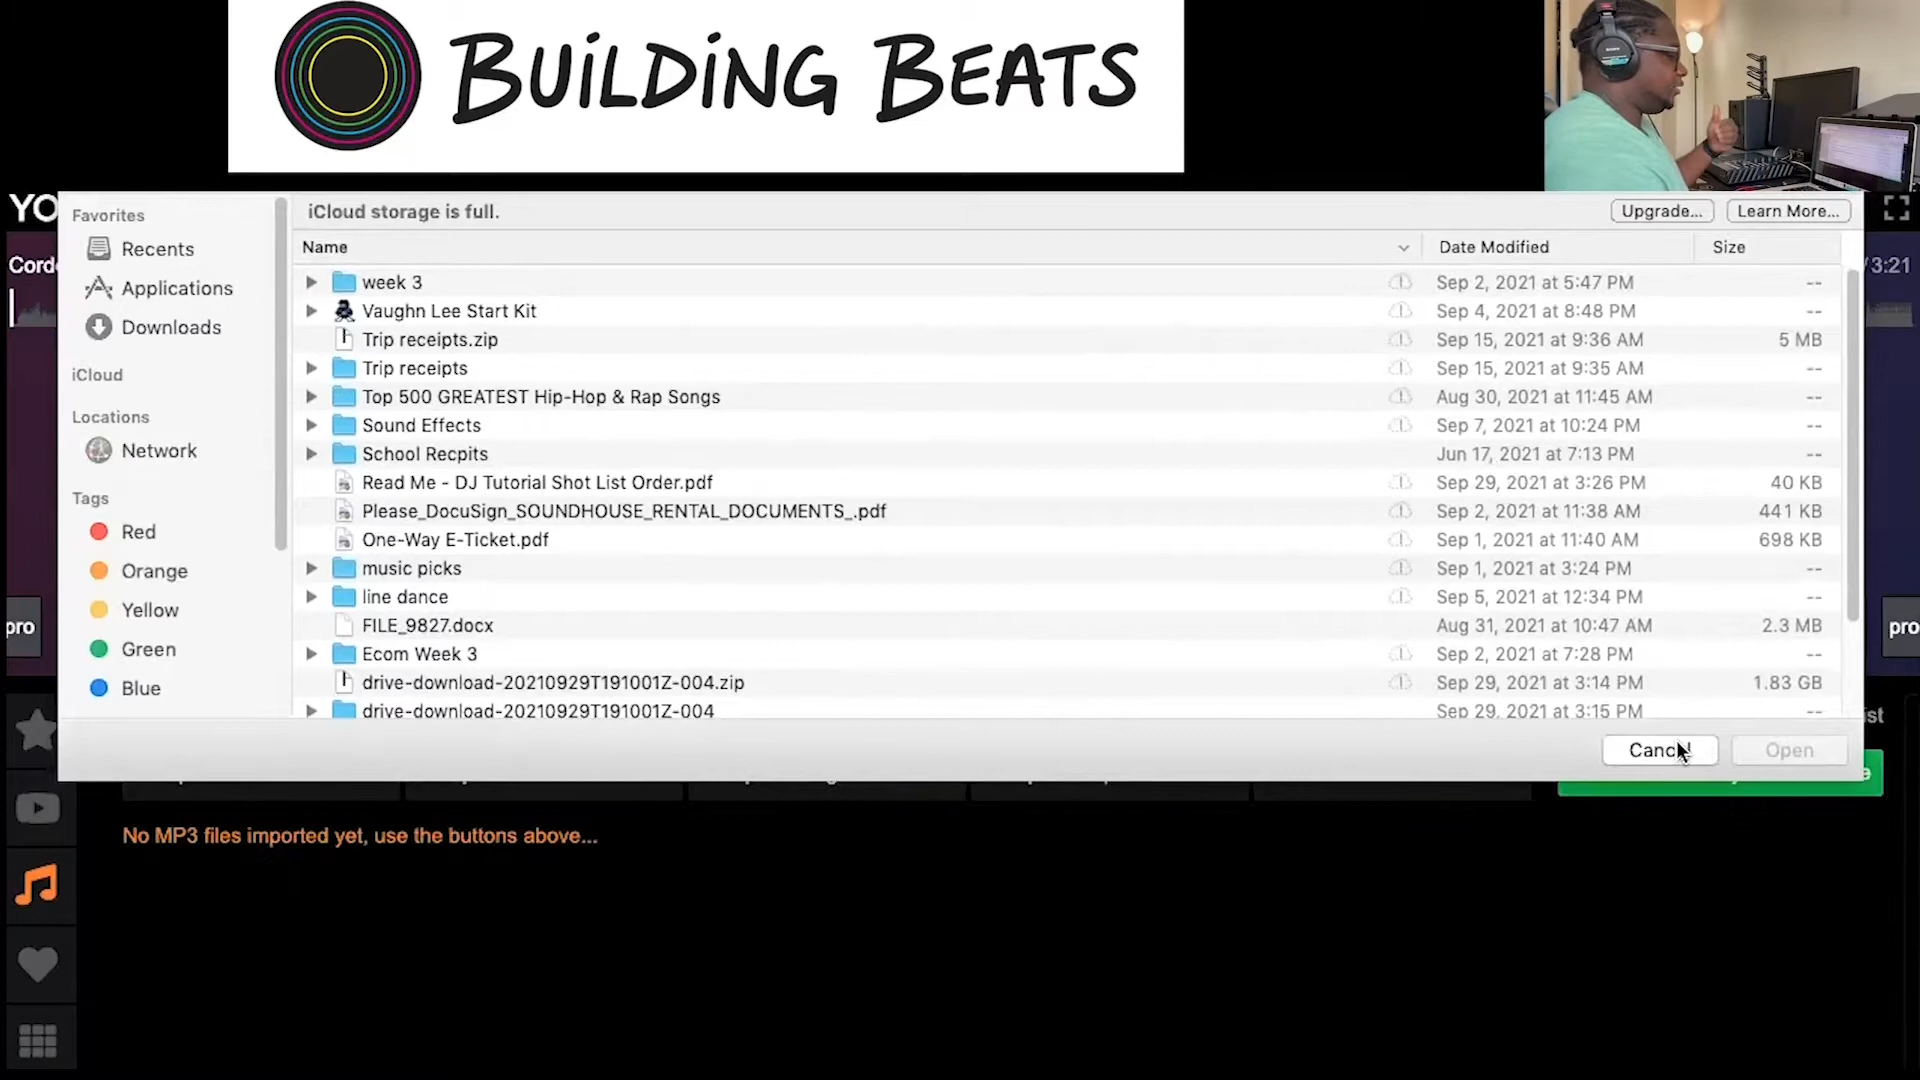 BUiLDiNG BEATS
YO
Favorites
iCloud storage is full.
Upgrade...
Learn More...
Recents
Name
Date Modified
Size
Cord
3:21
Applications
week 3
Sep 2, 2021 at 5:47 PM
--
Vaughn Lee Start Kit
Sep 4, 2021 at 8:48 PM
--
Downloads
Trip receipts.zip
Sep 15, 2021 at 9:36 AM
5 MB
iCloud
Trip receipts
Sep 15, 2021 at 9:35 AM
--
Top 500 GREATEST Hip-Hop & Rap Songs
Aug 30, 2021 at 11:45 AM
--
Locations
Sound Effects
Sep 7, 2021 at 10:24 PM
--
Network
School Recpits
Jun 17, 2021 at 7:13 PM
--
Read Me - DJ Tutorial Shot List Order.pdf
Sep 29, 2021 at 3:26 PM
40 KB
Tags
Please_DocuSign_SOUNDHOUSE_RENTAL_DOCUMENTS_.pdf
Sep 2, 2021 at 11:38 AM
441 KB
Red
One-Way E-Ticket.pdf
Sep 1, 2021 at 11:40 AM
698 KB
Orange
music picks
Sep 1, 2021 at 3:24 PM
--
line dance
Sep 5, 2021 at 12:34 PM
--
Yellow
FILE_9827.docx
Aug 31, 2021 at 10:47 AM
2.3 MB
pro
pro
Green
Ecom Week 3
Sep 2, 2021 at 7:28 PM
--
Blue
drive-download-20210929T191001Z-004.zip
Sep 29, 2021 at 3:14 PM
1.83 GB
drive-download-20210929T191001Z-004
Sep 29, 2021 at 3:15 PM
--
ist
Cancel
Open
e
No MP3 files imported yet, use the buttons above...